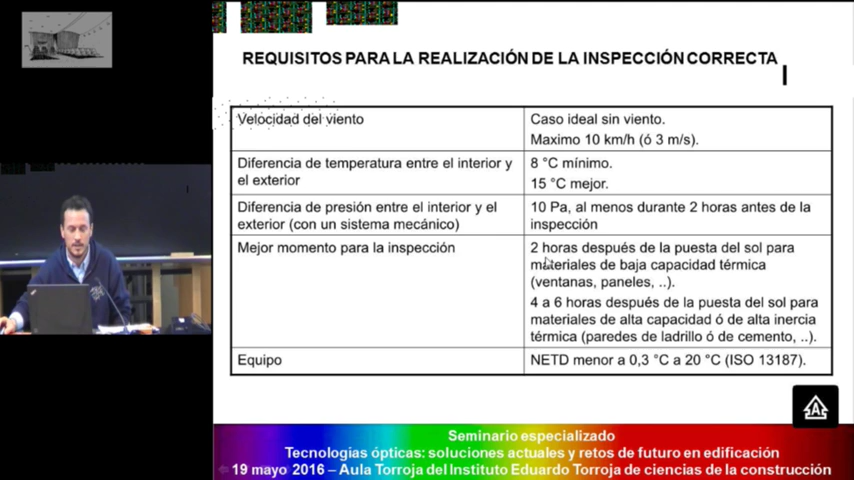 REQUISITOS PARA LA REALIZACIÓN DE LA INSPECCIÓN CORRECTA
Velocidad del viento
Caso ideal sin viento.
Maximo 10 km/h (ó 3 m/s).
Diferencia de temperatura entre el interior y
el exterior
8 °C mínimo.
15 °C mejor.
Diferencia de presión entre el interior y el
exterior (con un sistema mecánico)
10 Pa, al menos durante 2 horas antes de la
inspección
Mejor momento para la inspección
2 horas después de la puesta del sol para
materiales de baja capacidad térmica
(ventanas, paneles, ..).
4 a 6 horas después de la puesta del sol para
materiales de alta capacidad ó de alta inercia
térmica (paredes de ladrillo ó de cemento, ..).
Equipo
NETD menor a 0,3 °C a 20 °C (ISO 13187).
A
Seminario especializado
Tecnologías ópticas: soluciones actuales y retos de futuro en edificación
19 mayo 2016 – Aula Torroja del Instituto Eduardo Torroja de ciencias de la construcción